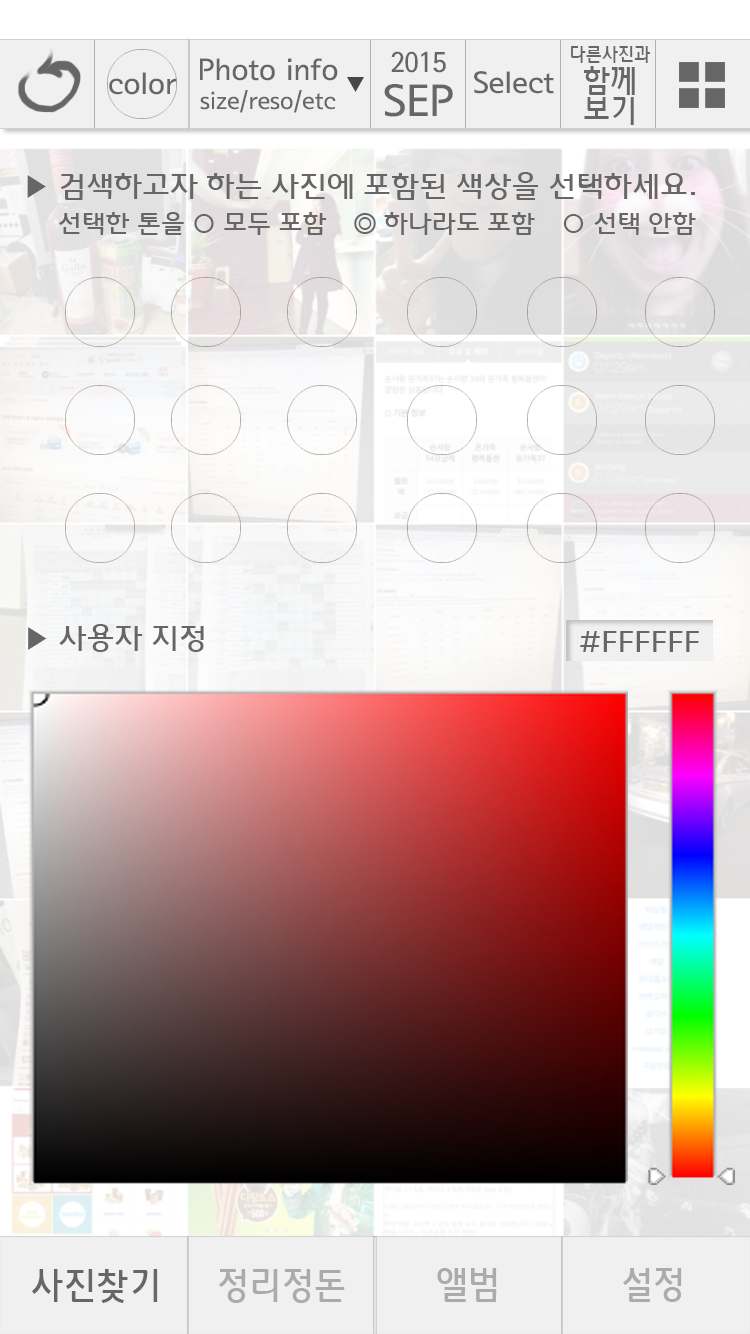 color
Photo info
size/reso/etc
▼
2015
SEP
Select
다른사진과
함께
보기
▶ 검색하고자 하는 사진에 포함된 색상을 선택하세요.
선택한 톤을 ○ 모두 포함 ◎ 하나라도 포함 ○ 선택 안함
▶ 사용자 지정
#FFFFFF
사진찾기
정리정돈
앨범
설정